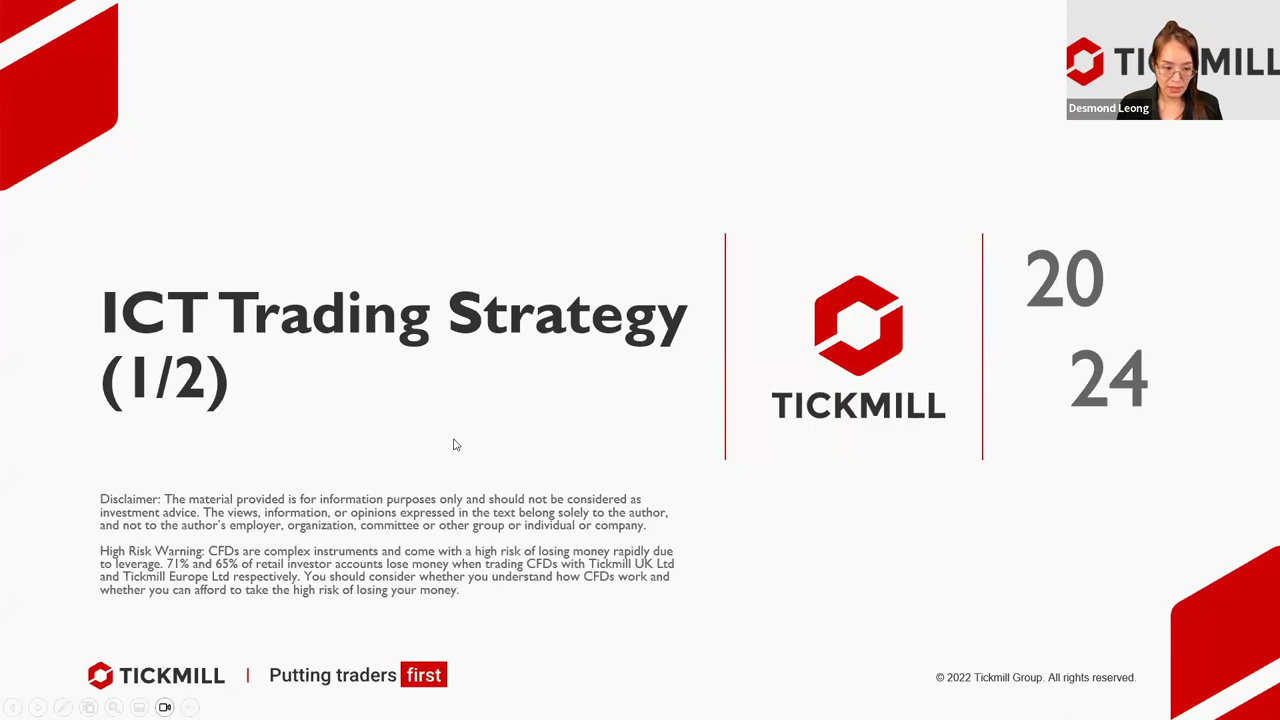 TICKMILL
Desmond Leong
ICT Trading Strategy
(1/2)
TICKMILL
20
24
Disclaimer: The material provided is for information purposes only and should not be considered as
investment advice. The views, information, or opinions expressed in the text belong solely to the author,
and not to the author's employer, organization, committee or other group or individual or company.
High Risk Warning: CFDs are complex instruments and come with a high risk of losing money rapidly due
to leverage. 71% and 65% of retail investor accounts lose money when trading CFDs with Tickmill UK Ltd
and Tickmill Europe Ltd respectively. You should consider whether you understand how CFDs work and
whether you can afford to take the high risk of losing your money.
TICKMILL | Putting traders first
© 2022 Tickmill Group. All rights reserved.